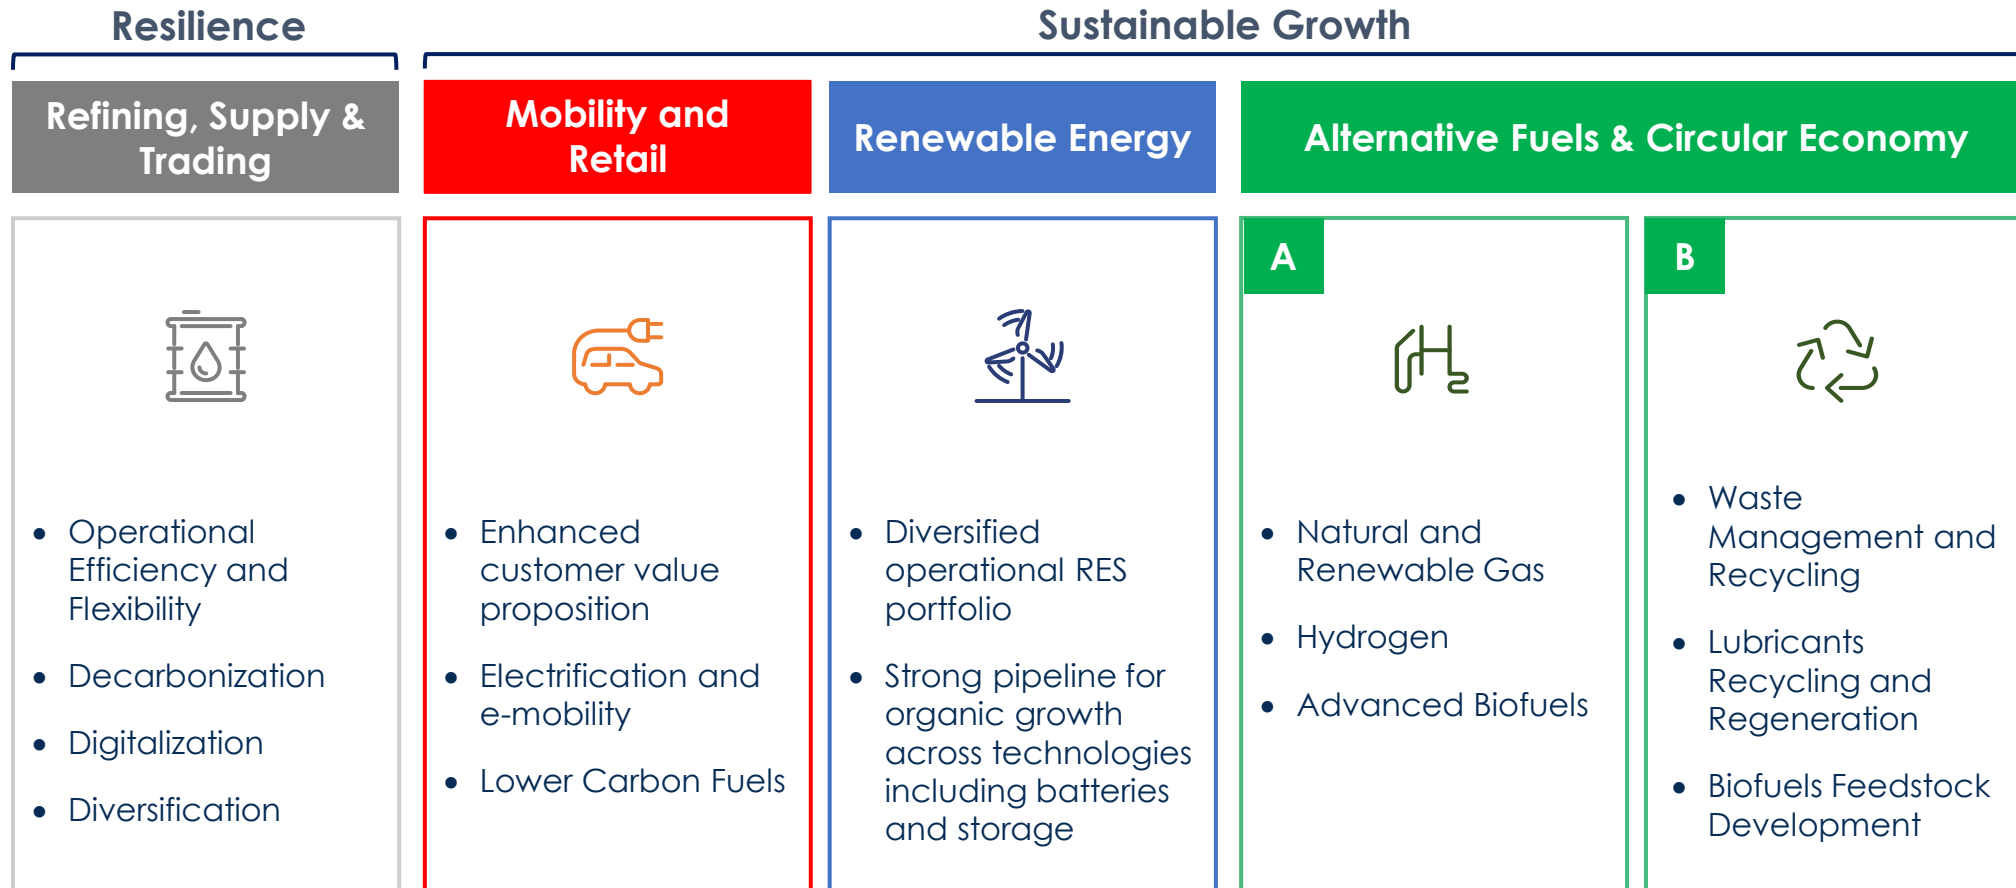 Resilience
Sustainable Growth
Refining, Supply &
Trading
Mobility and
Retail
Renewable Energy
Alternative Fuels & Circular Economy
• Operational
Efficiency and
Flexibility
• Decarbonization
• Digitalization
• Diversification
• Enhanced
customer value
proposition
• Electrification and
e-mobility
• Lower Carbon Fuels
• Diversified
operational RES
portfolio
• Strong pipeline for
organic growth
across technologies
including batteries
and storage
A
H2
• Natural and
Renewable Gas
• Hydrogen
• Advanced Biofuels
B
• Waste
Management and
Recycling
• Lubricants
Recycling and
Regeneration
• Biofuels Feedstock
Development